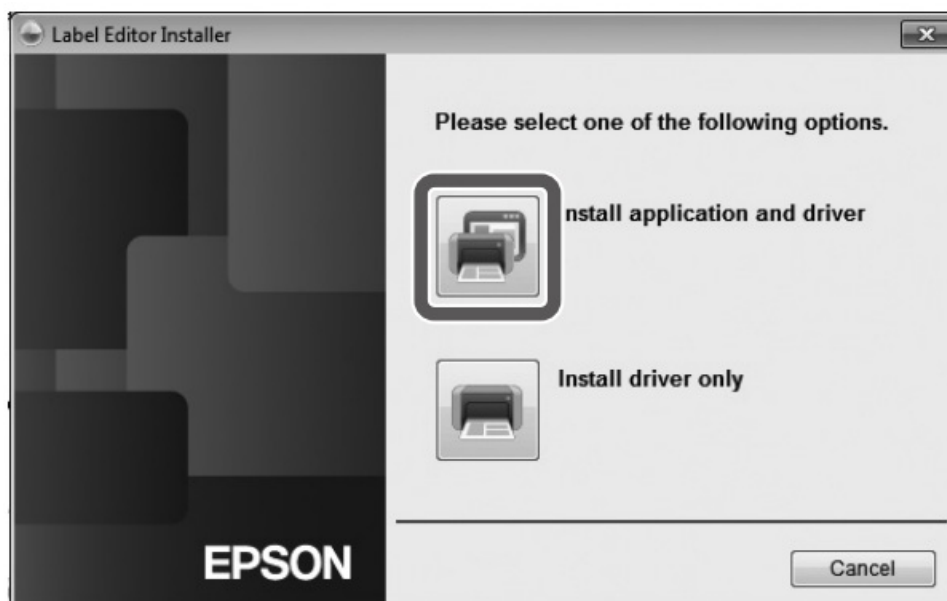 Label Editor Installer
Please select one of the following options.
nstall application and driver
Install driver only
EPSON
Cancel